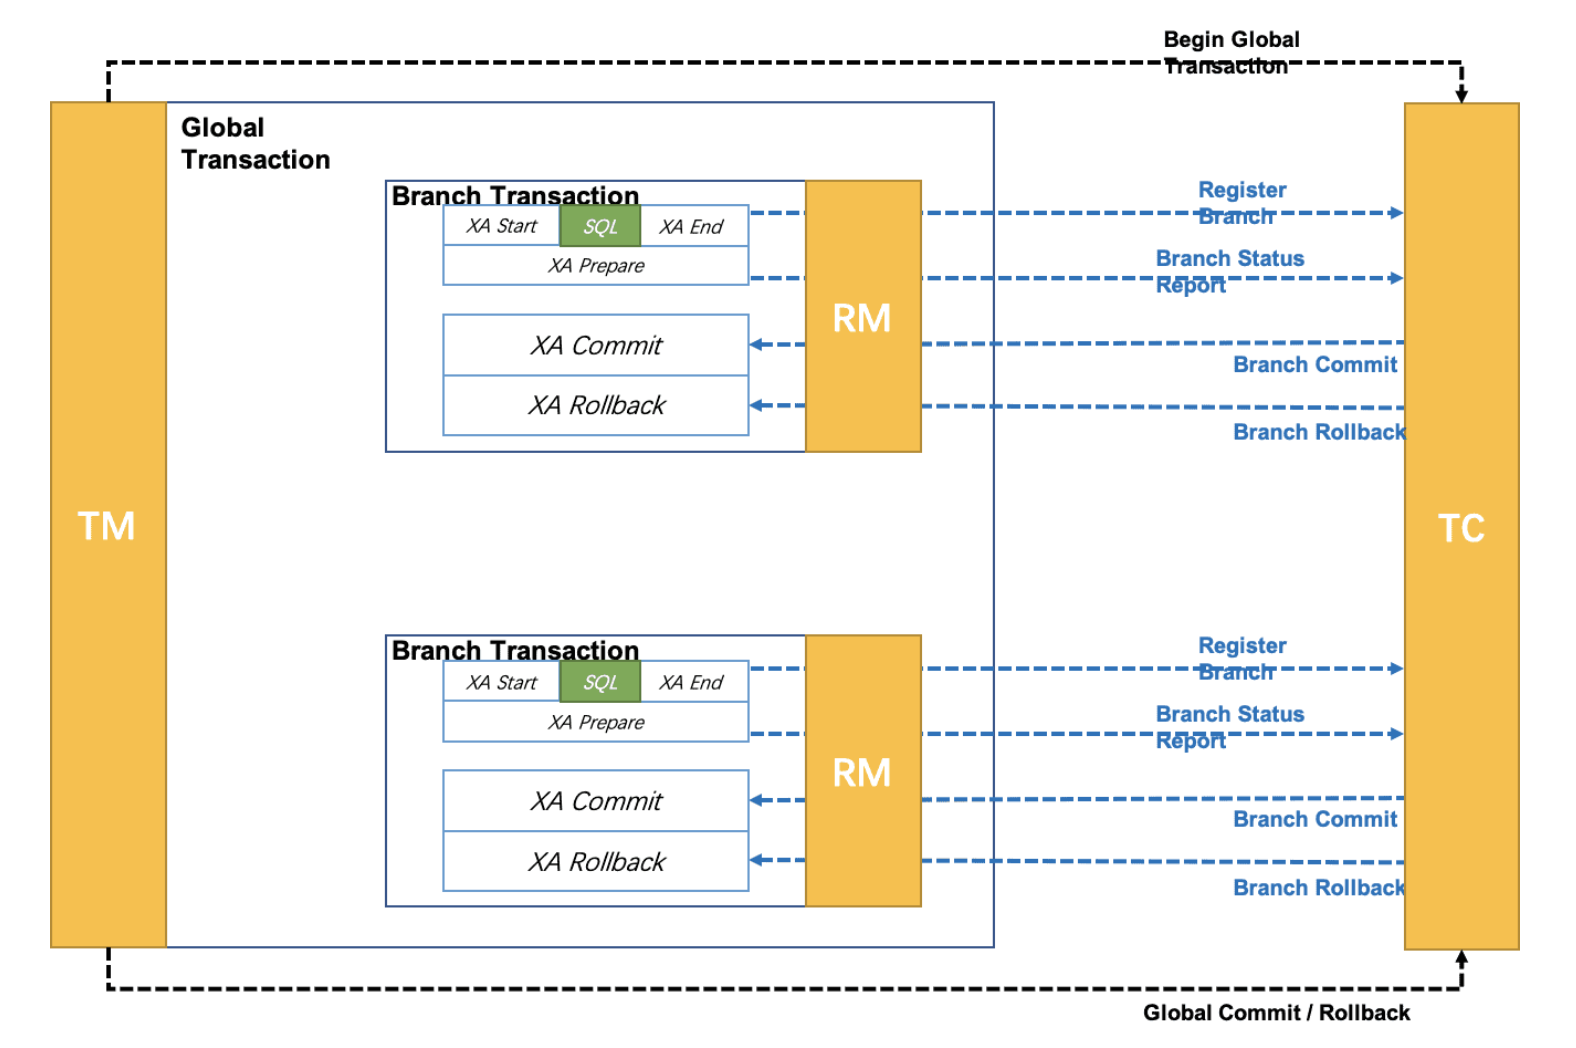 Begin Global
Transaction
Global
Transaction
Branch Transaction
XA Start
SQL
XA End
XA Prepare
XA Commit
XA Rollback
RM
Register
Branch
Branch Status
Report
Branch Commit
Branch Rollback
TM
TC
Branch Transaction
XA Start
SQL
XA End
XA Prepare
XA Commit
XA Rollback
RM
Register
Branch
Branch Status
Report
Branch Commit
Branch Rollback
Global Commit / Rollback